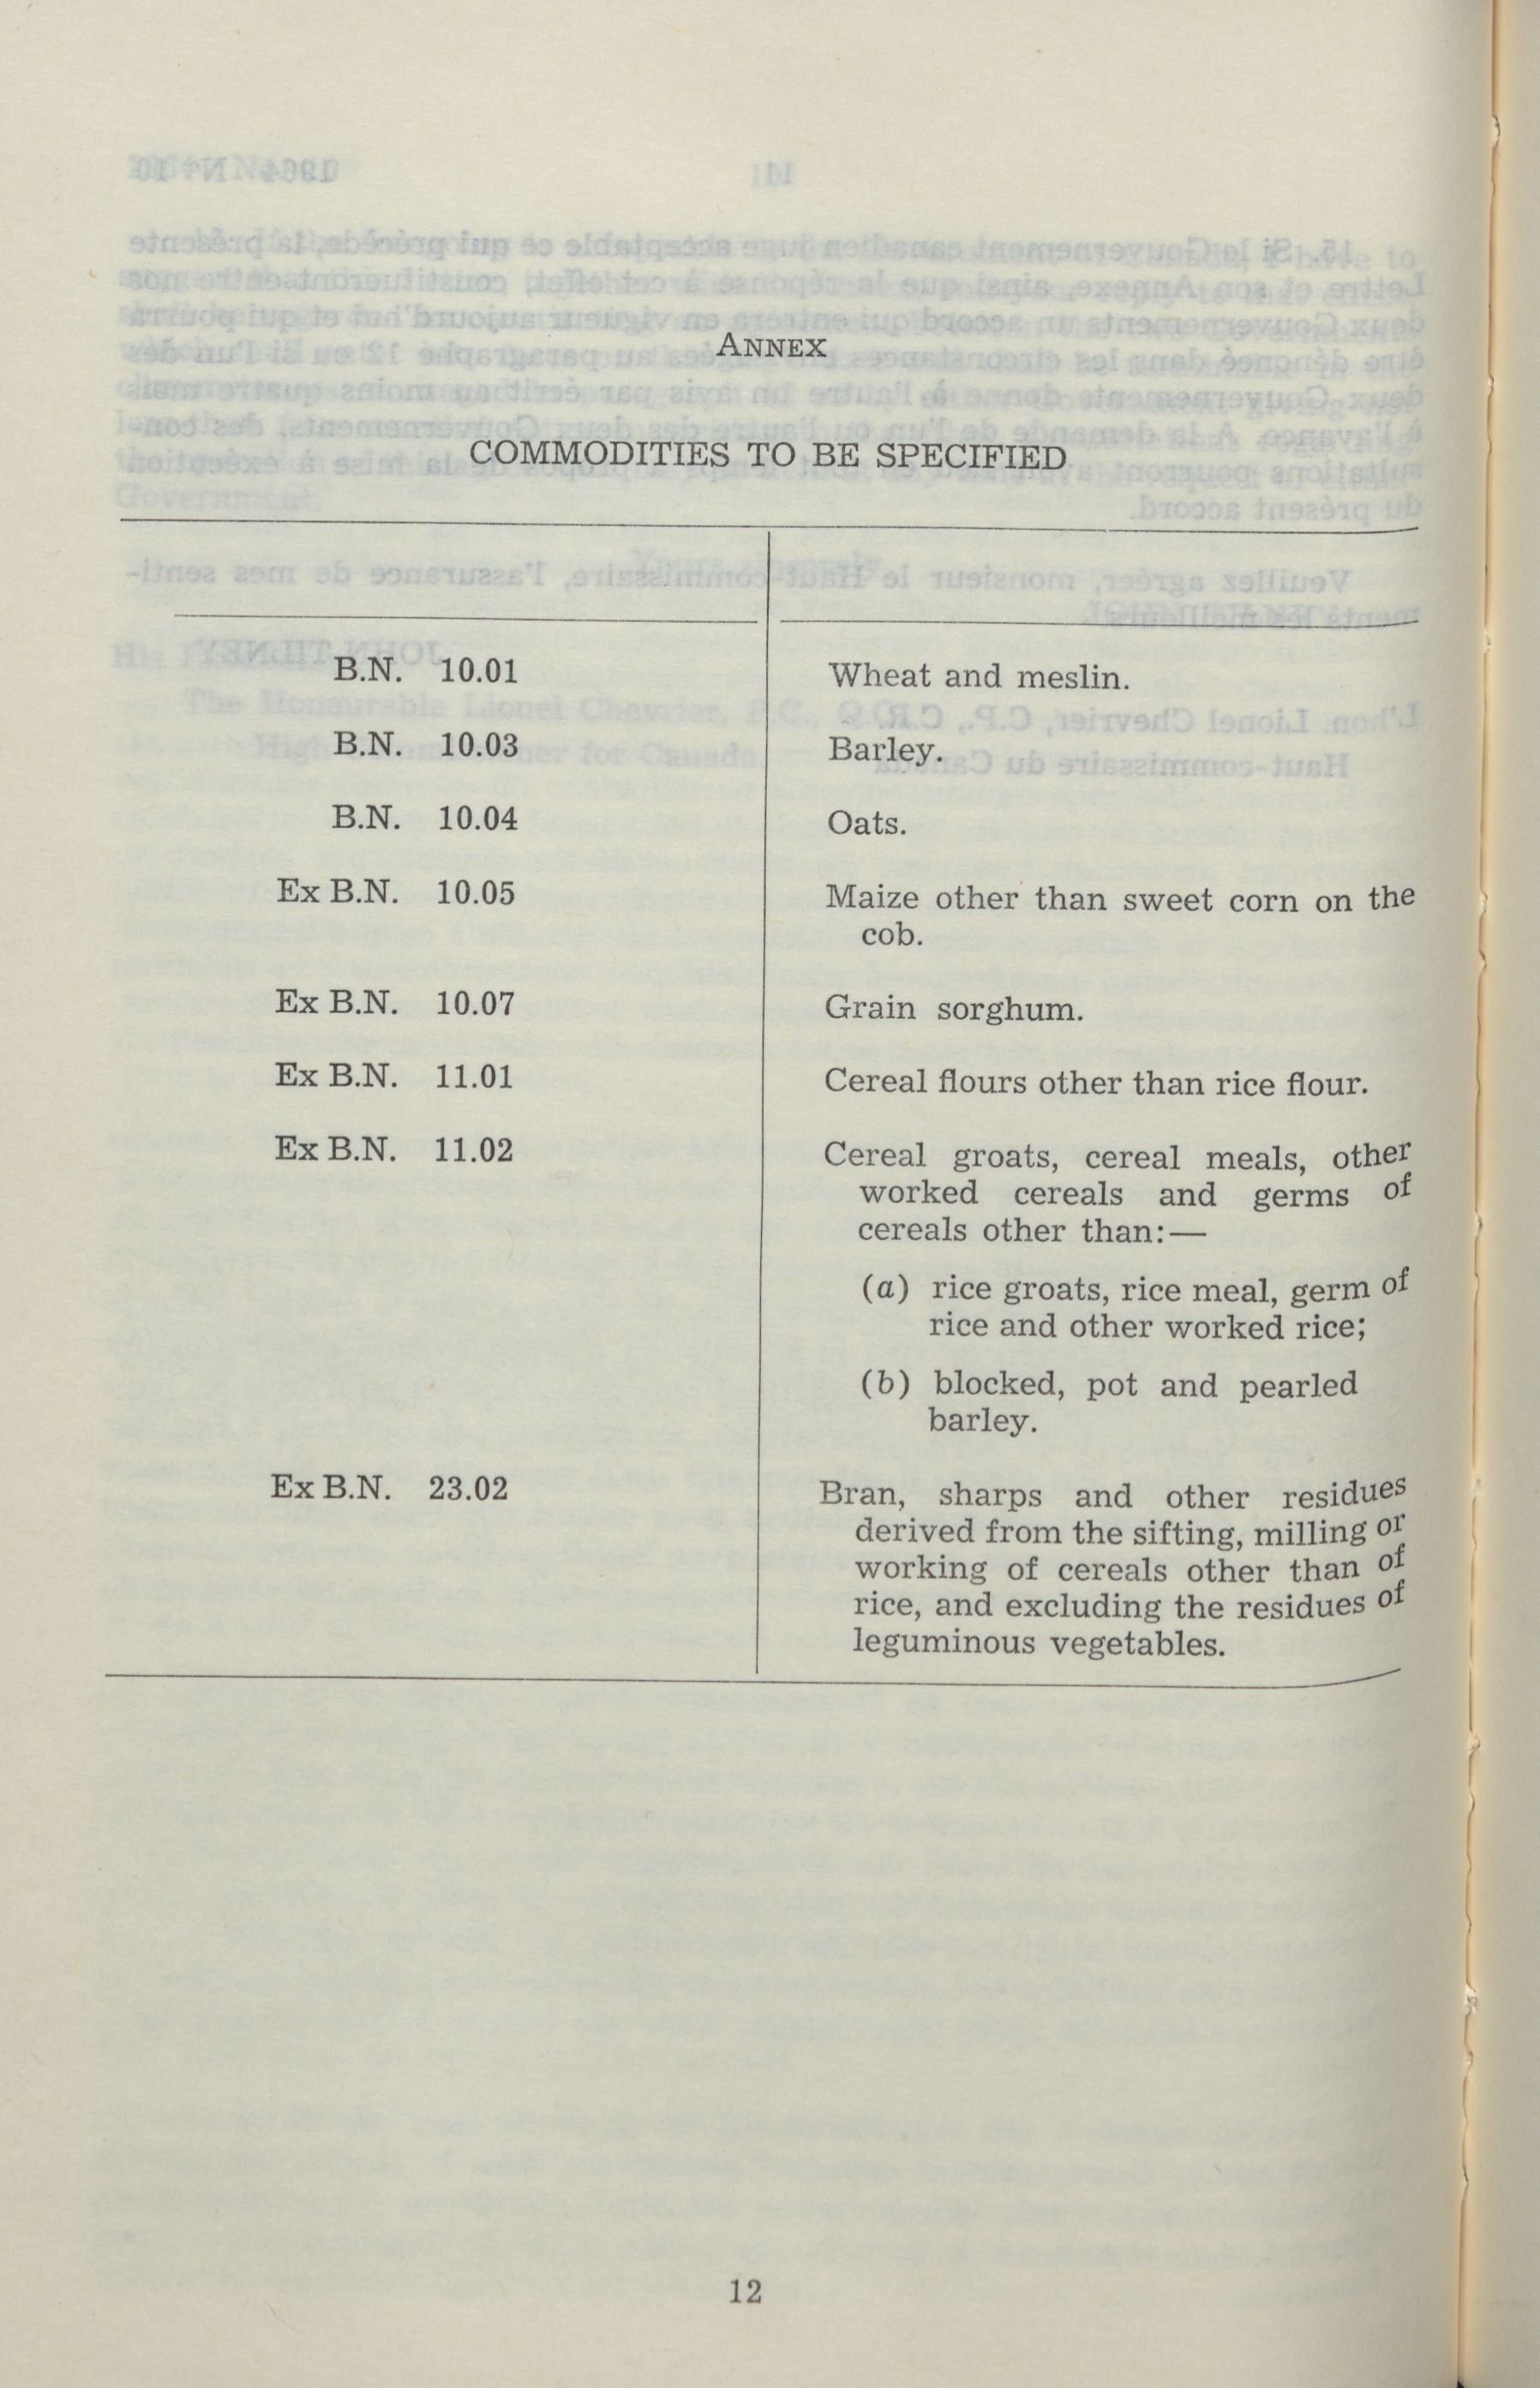 ANNEX
COMMODITIES TO BE SPECIFIED
B.N. 10.01 Wheat and meslin.
B.N. 10.03 Barley.
B.N. 10.04 Oats.
Ex B.N. 10.05 Maize other than sweet corn on the
cob.
Ex B.N. 10.07 Grain sorghum.
Ex B.N. 11.01 Cereal flours other than rice flour.
Ex B.N. 11.02 Cereal groats, cereal meals, other
worked cereals and germs of
cereals other than:—
(a) rice groats, rice meal, germ of
rice and other worked rice;
(b) blocked, pot and pearled
barley.
Ex B.N. 23.02 Bran, sharps and other residues
derived from the sifting, milling or
working of cereals other than of
rice, and excluding the residues of
leguminous vegetables.
12